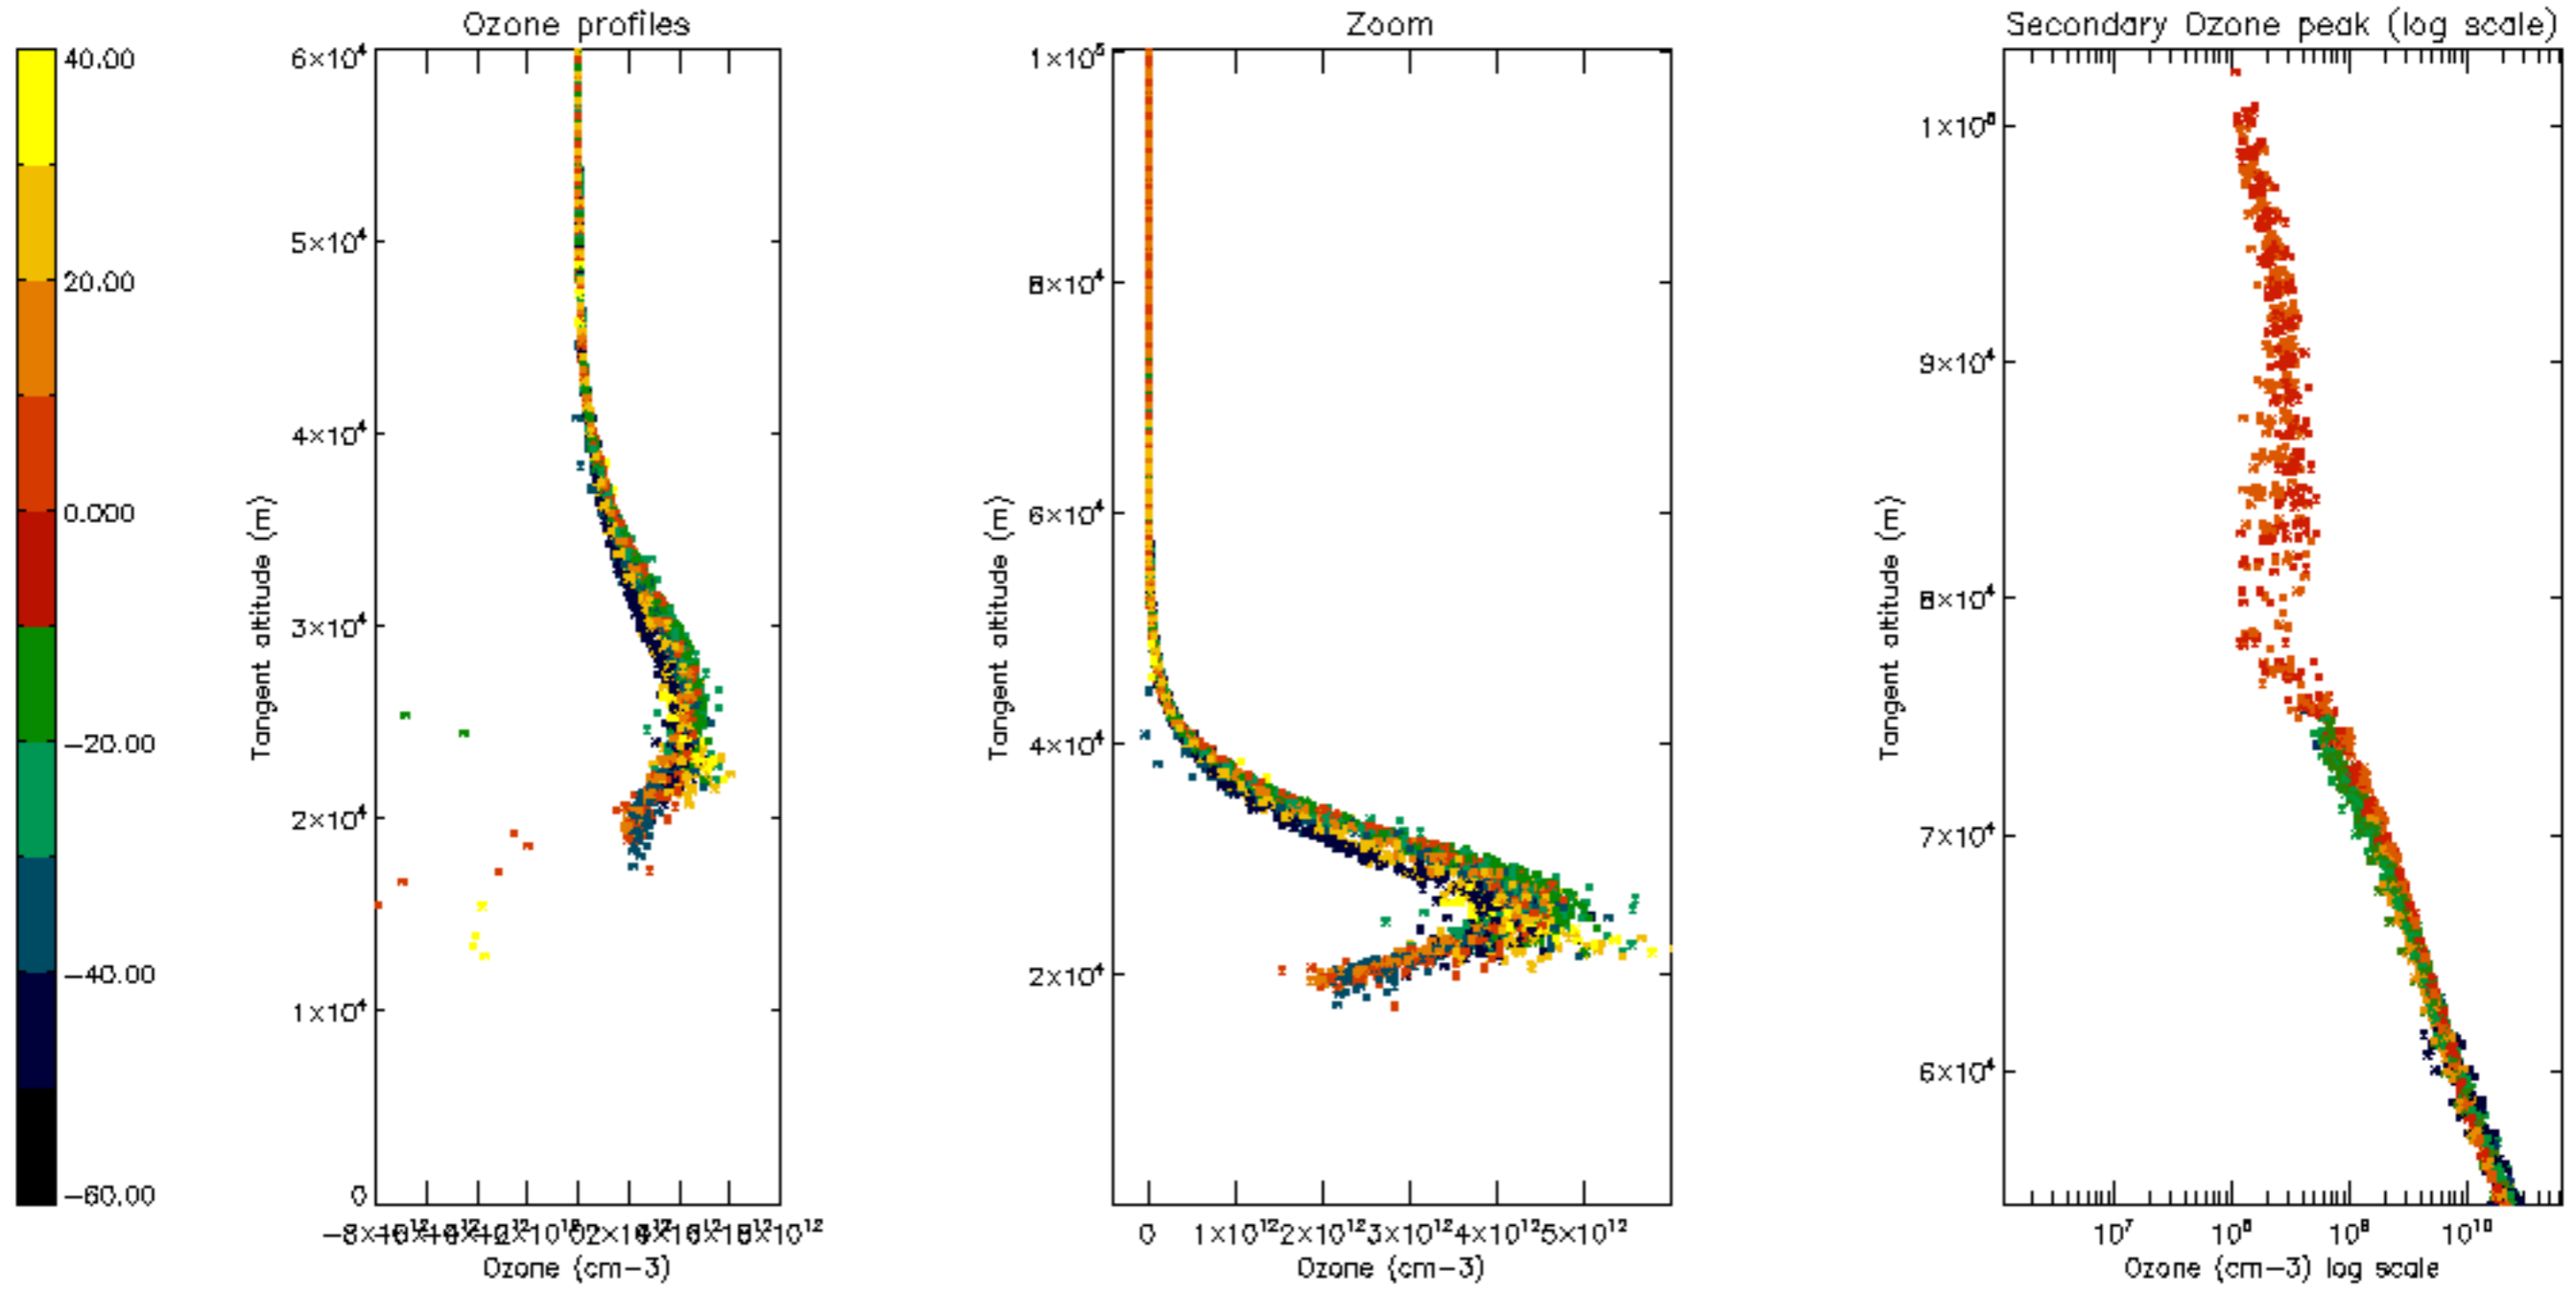 Ozone profiles
Zoom
Secondary Ozone peak (log scale)
40.00
20.00
0.000
−20.00
−40.00
−60.00
6×10⁴
5×10⁴
4×10⁴
3×10⁴
2×10⁴
1×10⁴
0
Tangent altitude (m)
Ozone (cm−3)
1×10⁵
8×10⁴
6×10⁴
4×10⁴
2×10⁴
Tangent altitude (m)
0 1×10¹² 2×10¹² 3×10¹² 4×10¹² 5×10¹²
Ozone (cm−3)
1×10⁵
9×10⁴
8×10⁴
7×10⁴
6×10⁴
Tangent altitude (m)
10⁷ 10⁸ 10⁹ 10¹⁰
Ozone (cm−3) log scale